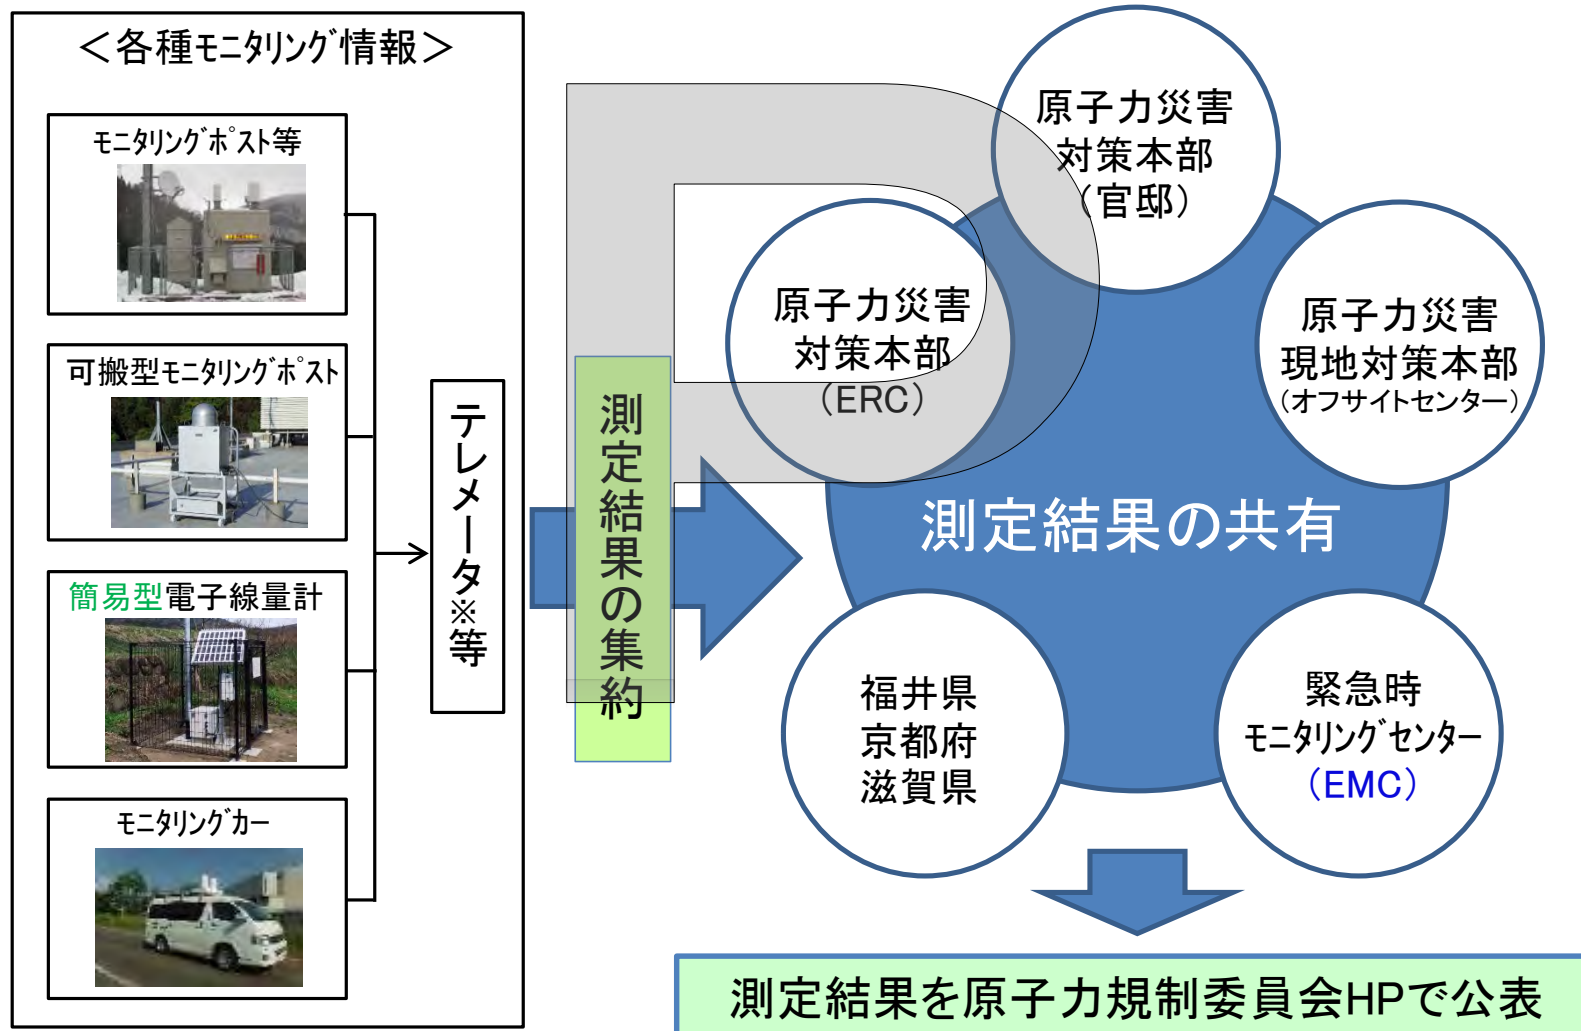 ＜各種モニタリング情報＞
モニタリングポスト等
可搬型モニタリングポスト
簡易型電子線量計
モニタリングカー
テレメータ※等
測定結果の集約
原子力災害
対策本部
（官邸）
原子力災害
対策本部
（ERC）
原子力災害
現地対策本部
（オフサイトセンター）
測定結果の共有
福井県
京都府
滋賀県
緊急時
モニタリングセンター
（EMC）
測定結果を原子力規制委員会HPで公表